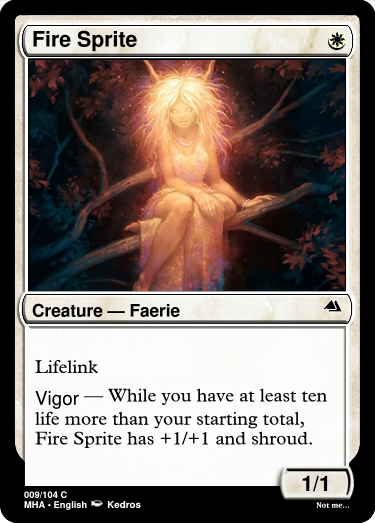 Fire Sprite
Creature — Faerie
Lifelink
Vigor — While you have at least ten
life more than your starting total,
Fire Sprite has +1/+1 and shroud.
1/1
009/104 C
MHA • English Kedros
Not me...